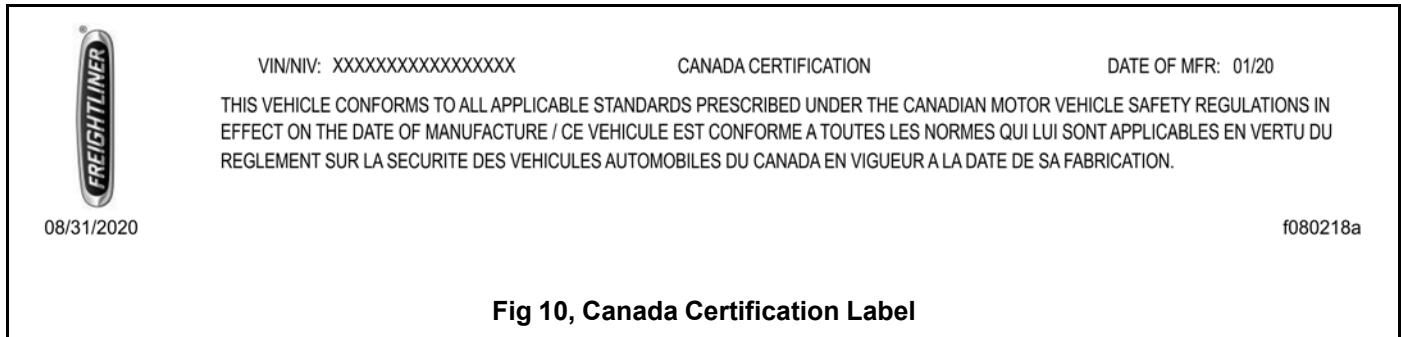 FREIGHTLINER®
VIN/NIV: XXXXXXXXXXXXXXXXX CANADA CERTIFICATION DATE OF MFR: 01/20
THIS VEHICLE CONFORMS TO ALL APPLICABLE STANDARDS PRESCRIBED UNDER THE CANADIAN MOTOR VEHICLE SAFETY REGULATIONS IN
EFFECT ON THE DATE OF MANUFACTURE / CE VEHICULE EST CONFORME A TOUTES LES NORMES QUI LUI SONT APPLICABLES EN VERTU DU
REGLEMENT SUR LA SECURITE DES VEHICULES AUTOMOBILES DU CANADA EN VIGUEUR A LA DATE DE SA FABRICATION.
08/31/2020 f080218a
Fig 10, Canada Certification Label